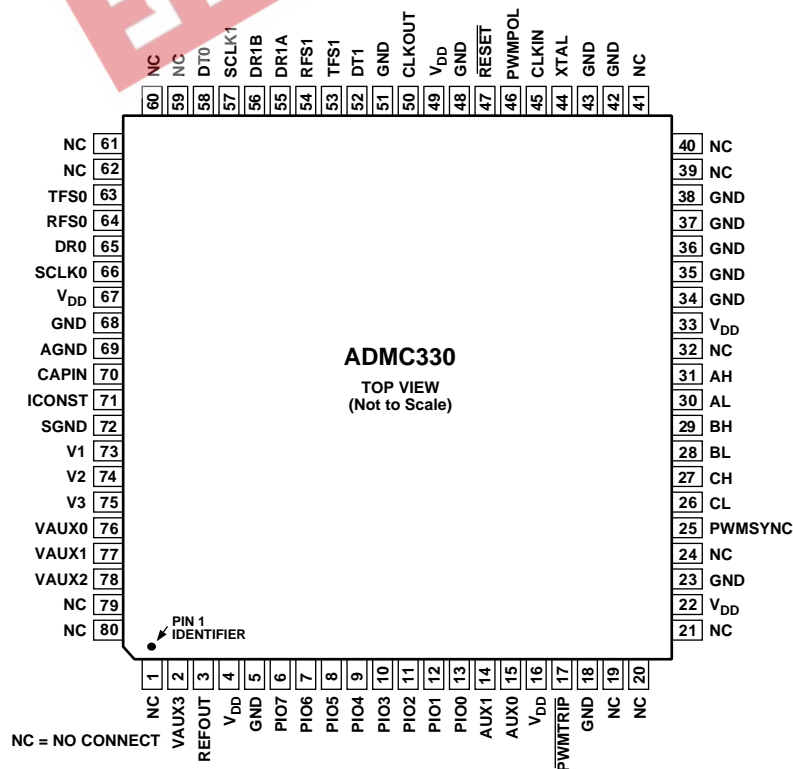 NC
NC
DT0
SCLK1
DR1B
DR1A
RFS1
TFS1
DT1
GND
CLKOUT
VDD
GND
RESET
PWMPOL
CLKIN
XTAL
GND
GND
NC
60
59
58
57
56
55
54
53
52
51
50
49
48
47
46
45
44
43
42
41
NC 61
NC 62
TFS0 63
RFS0 64
DR0 65
SCLK0 66
VDD 67
GND 68
AGND 69
CAPIN 70
ICONST 71
SGND 72
V1 73
V2 74
V3 75
VAUX0 76
VAUX1 77
VAUX2 78
NC 79
NC 80
ADMC330
TOP VIEW
(Not to Scale)
PIN 1
IDENTIFIER
40 NC
39 NC
38 GND
37 GND
36 GND
35 GND
34 GND
33 VDD
32 NC
31 AH
30 AL
29 BH
28 BL
27 CH
26 CL
25 PWMSYNC
24 NC
23 GND
22 VDD
21 NC
1
2
3
4
5
6
7
8
9
10
11
12
13
14
15
16
17
18
19
20
NC
VAUX3
REFOUT
VDD
GND
PIO7
PIO6
PIO5
PIO4
PIO3
PIO2
PIO1
PIO0
AUX1
AUX0
VDD
PWMTRIP
GND
NC
NC
NC = NO CONNECT